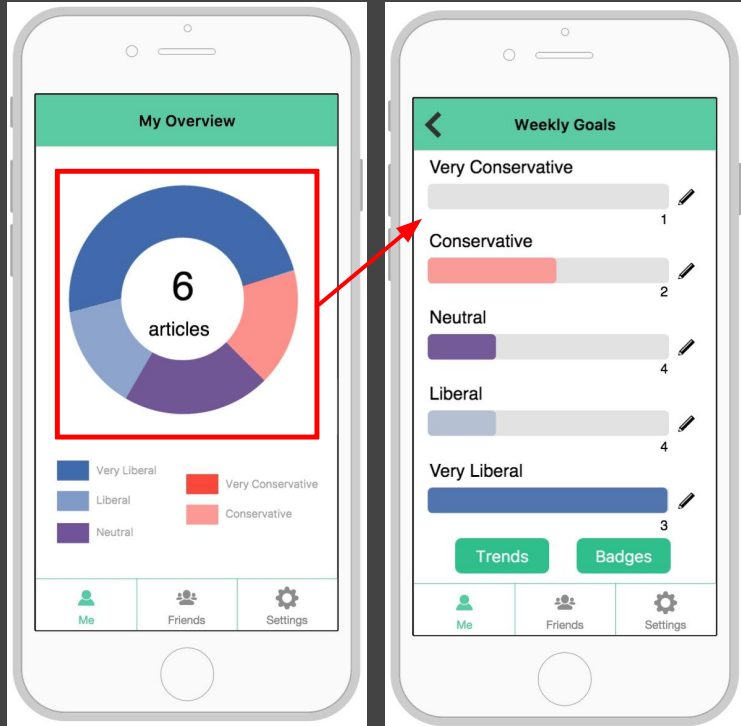 My Overview
6
articles
Very Liberal
Liberal
Neutral
Very Conservative
Conservative
Me
Friends
Settings
Weekly Goals
Very Conservative
1
Conservative
2
Neutral
4
Liberal
4
Very Liberal
3
Trends
Badges
Me
Friends
Settings